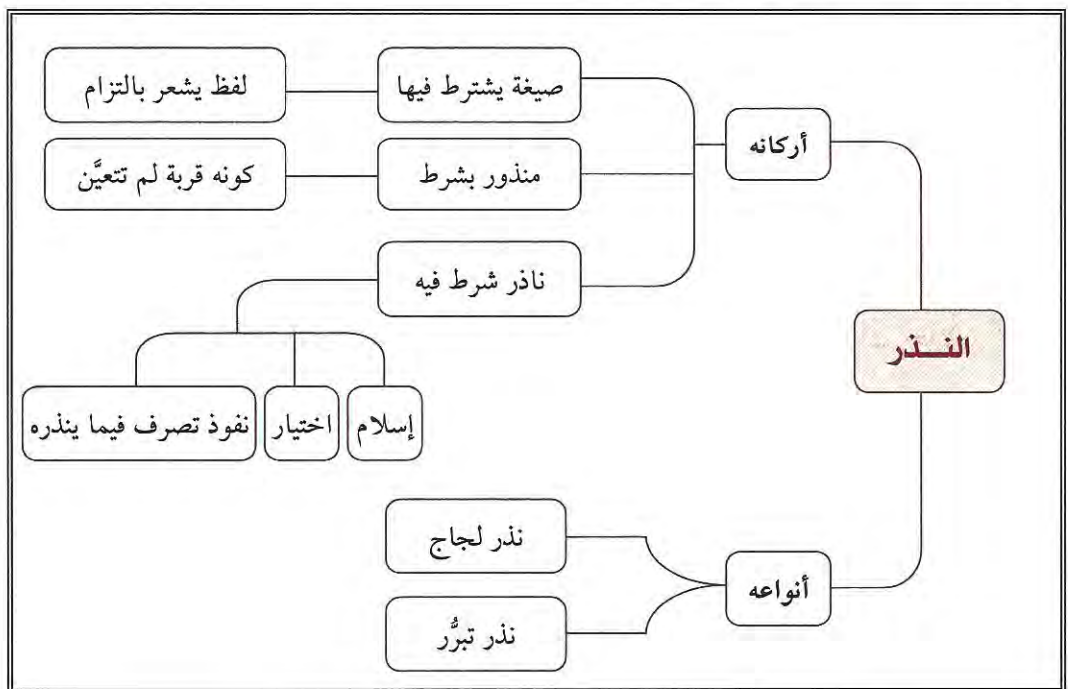 النـــذر
أركانه
صيغة يشترط فيها
لفظ يشعر بالتزام
منذور بشرط
كونه قربة لم تتعيَّن
ناذر شرط فيه
إسلام
اختيار
نفوذ تصرف فيما ينذره
أنواعه
نذر لجاج
نذر تبرُّر